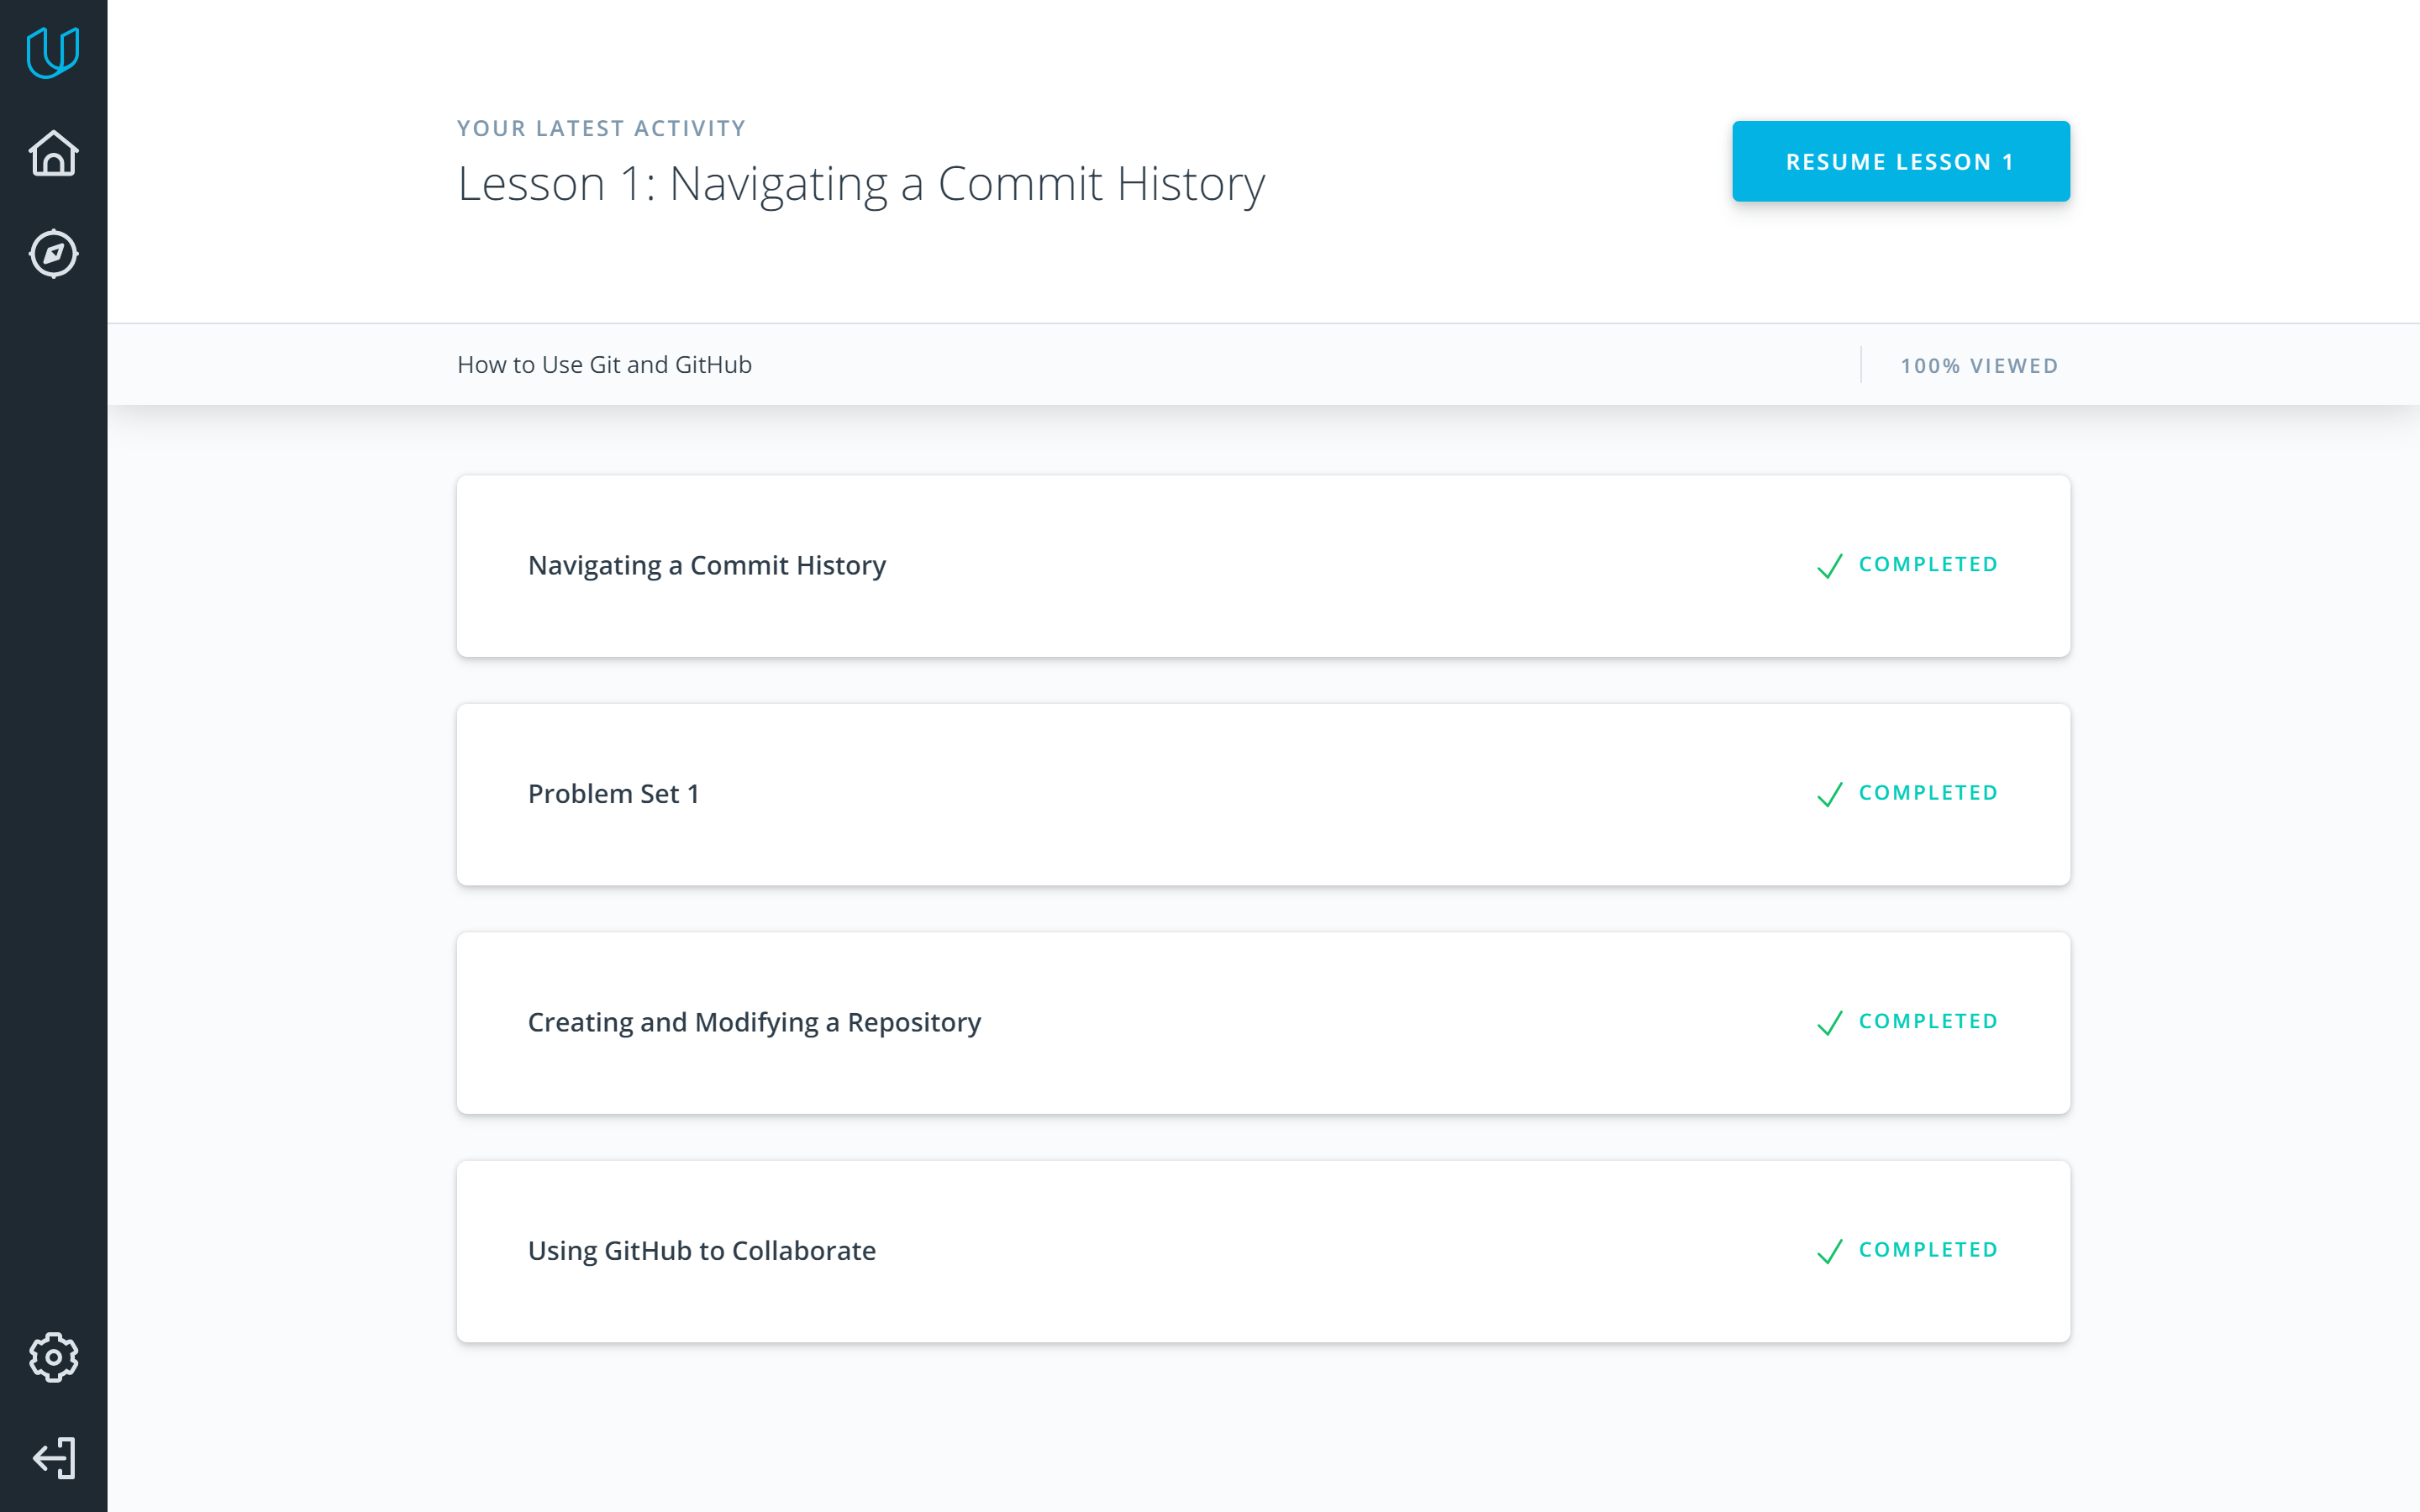 YOUR LATEST ACTIVITY
Lesson 1: Navigating a Commit History
RESUME LESSON 1
How to Use Git and GitHub
100% VIEWED
Navigating a Commit History
COMPLETED
Problem Set 1
COMPLETED
Creating and Modifying a Repository
COMPLETED
Using GitHub to Collaborate
COMPLETED